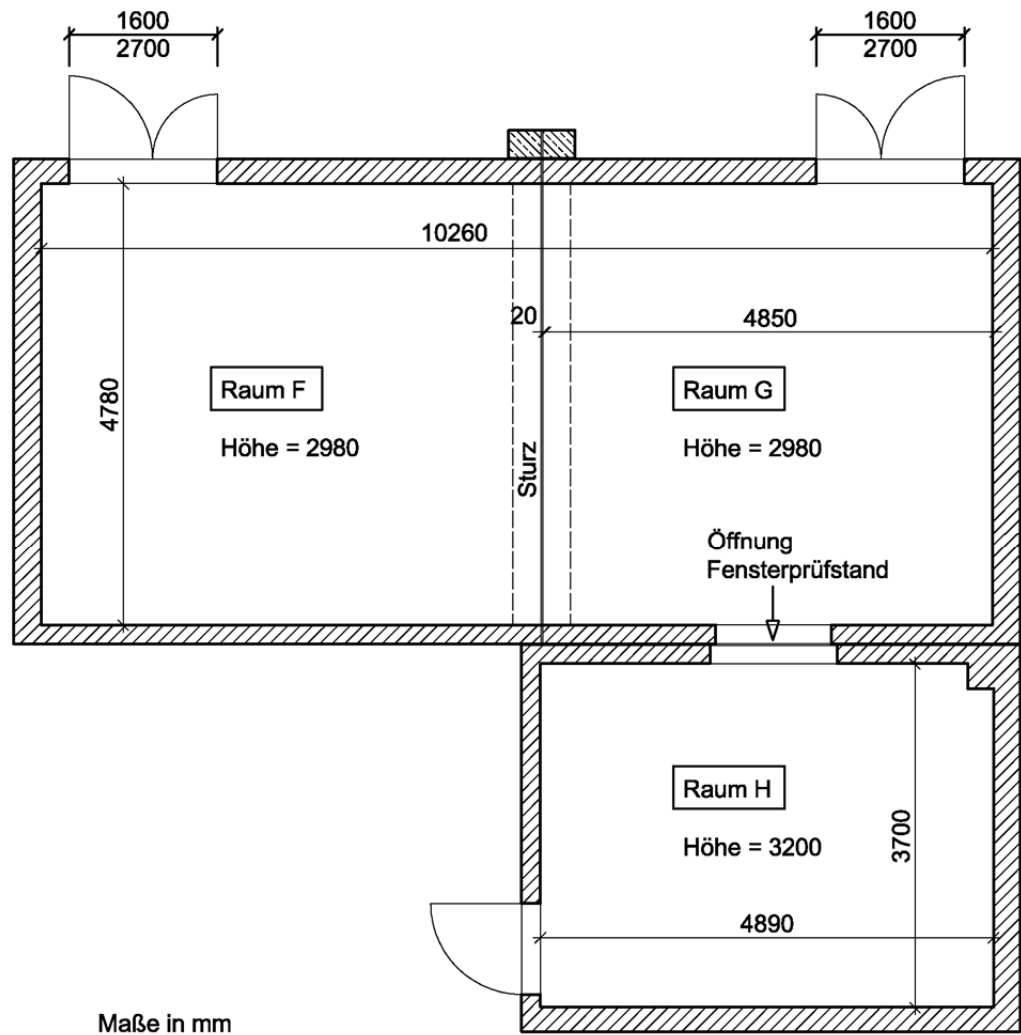 1600
2700
1600
2700
10260
20
4850
4780
Raum F
Höhe = 2980
Sturz
Raum G
Höhe = 2980
Öffnung
Fensterprüfstand
Raum H
Höhe = 3200
3700
4890
Maße in mm